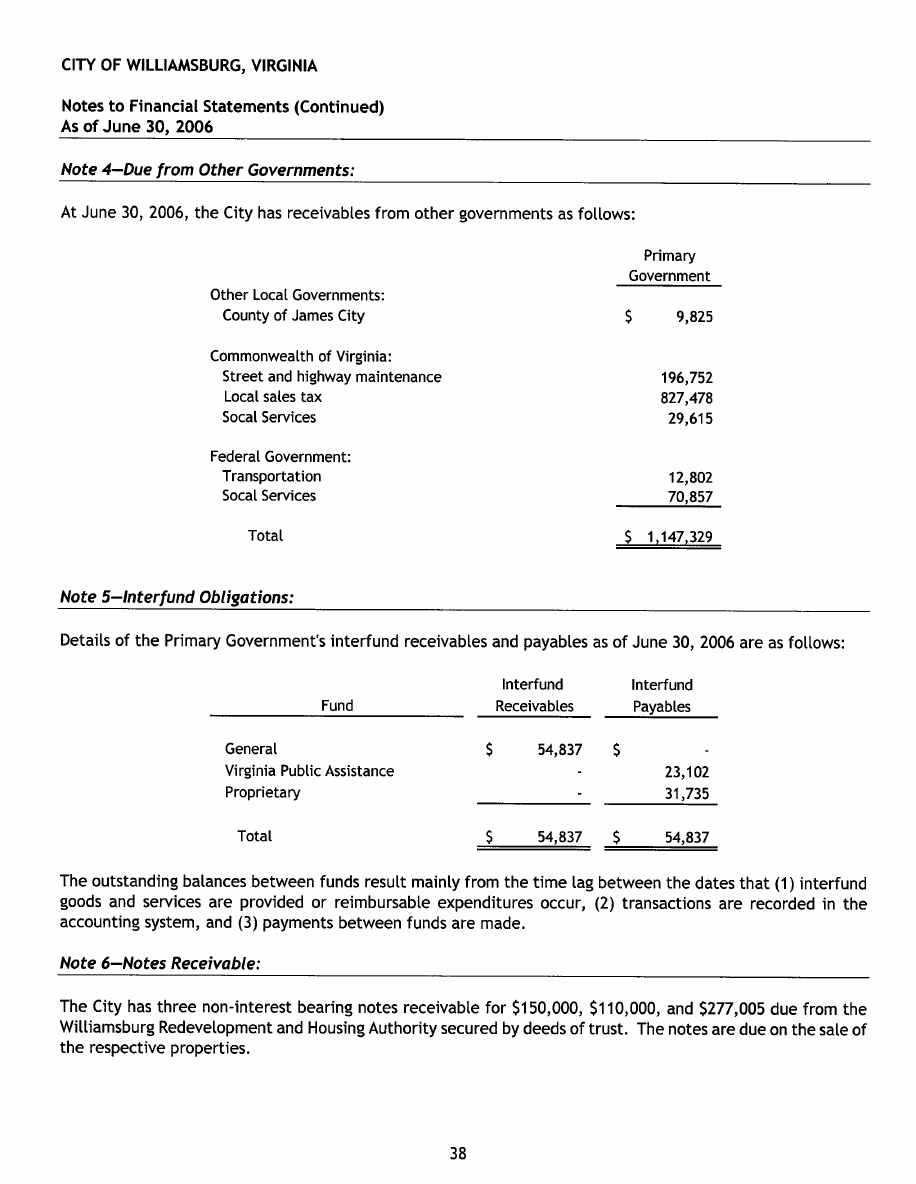 CITY OF WILLIAMSBURG, VIRGINIA
Notes to Financial Statements (Continued)
As of June 30, 2006
Note 4—Due from Other Governments:
At June 30, 2006, the City has receivables from other governments as follows:
Primary
Government
Other Local Governments:
County of James City $ 9,825
Commonwealth of Virginia:
Street and highway maintenance 196,752
Local sales tax 827,478
Socal Services 29,615
Federal Government:
Transportation 12,802
Socal Services 70,857
Total $ 1,147,329
Note 5—Interfund Obligations:
Details of the Primary Government's interfund receivables and payables as of June 30, 2006 are as follows:
Interfund Interfund
Fund Receivables Payables
General $ 54,837 $ -
Virginia Public Assistance - 23,102
Proprietary - 31,735
Total $ 54,837 $ 54,837
The outstanding balances between funds result mainly from the time lag between the dates that (1) interfund
goods and services are provided or reimbursable expenditures occur, (2) transactions are recorded in the
accounting system, and (3) payments between funds are made.
Note 6—Notes Receivable:
The City has three non-interest bearing notes receivable for $150,000, $110,000, and $277,005 due from the
Williamsburg Redevelopment and Housing Authority secured by deeds of trust. The notes are due on the sale of
the respective properties.
38